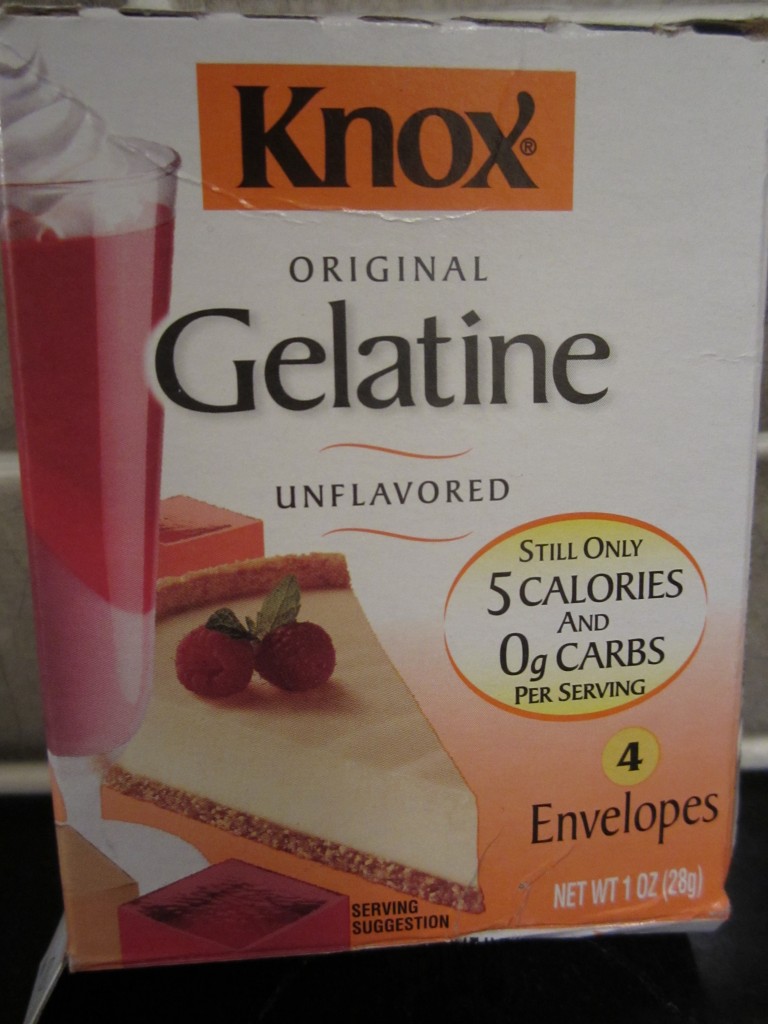 Knox®
ORIGINAL
Gelatine
UNFLAVORED
STILL ONLY
5 CALORIES
AND
0g CARBS
PER SERVING
4
Envelopes
NET WT 1 OZ (28g)
SERVING
SUGGESTION